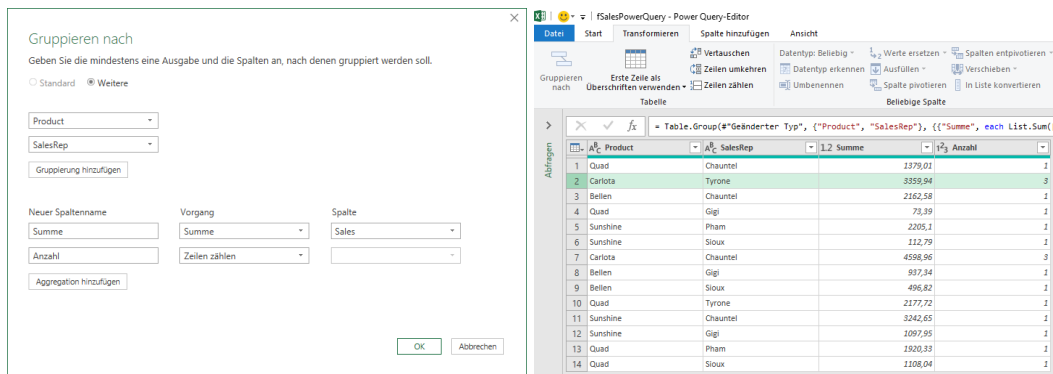 Gruppieren nach
Geben Sie die mindestens eine Ausgabe und die Spalten an, nach denen gruppiert werden soll.
Standard Weitere
Product
SalesRep
Gruppierung hinzufügen
Neuer Spaltenname Vorgang Spalte
Summe Summe Sales
Anzahl Zeilen zählen
Aggregation hinzufügen
OK Abbrechen
fSalesPowerQuery - Power Query-Editor
Datei Start Transformieren Spalte hinzufügen Ansicht
Gruppieren nach
Erste Zeile als Überschriften verwenden
Vertauschen
Zeilen umkehren
Zeilen zählen
Tabelle
Datentyp: Beliebig
Datentyp erkennen
Umbenennen
Werte ersetzen
Ausfüllen
Spalte pivotieren
Spalten entpivotieren
Verschieben
In Liste konvertieren
Beliebige Spalte
Abfragen
fx = Table.Group(#"Geänderter Typ", {"Product", "SalesRep"}, {{"Summe", each List.Sum(
ABC Product ABC SalesRep 1.2 Summe 123 Anzahl
1 Quad Chauntel 1379,01 1
2 Carlota Tyrone 3359,94 3
3 Bellen Chauntel 2162,58 1
4 Quad Gigi 73,39 1
5 Sunshine Pham 2205,1 1
6 Sunshine Sioux 112,79 1
7 Carlota Chauntel 4598,96 3
8 Bellen Gigi 937,34 1
9 Bellen Sioux 496,82 1
10 Quad Tyrone 2177,72 1
11 Sunshine Chauntel 3242,65 1
12 Sunshine Gigi 1097,95 1
13 Quad Pham 1920,33 1
14 Quad Sioux 1108,04 1